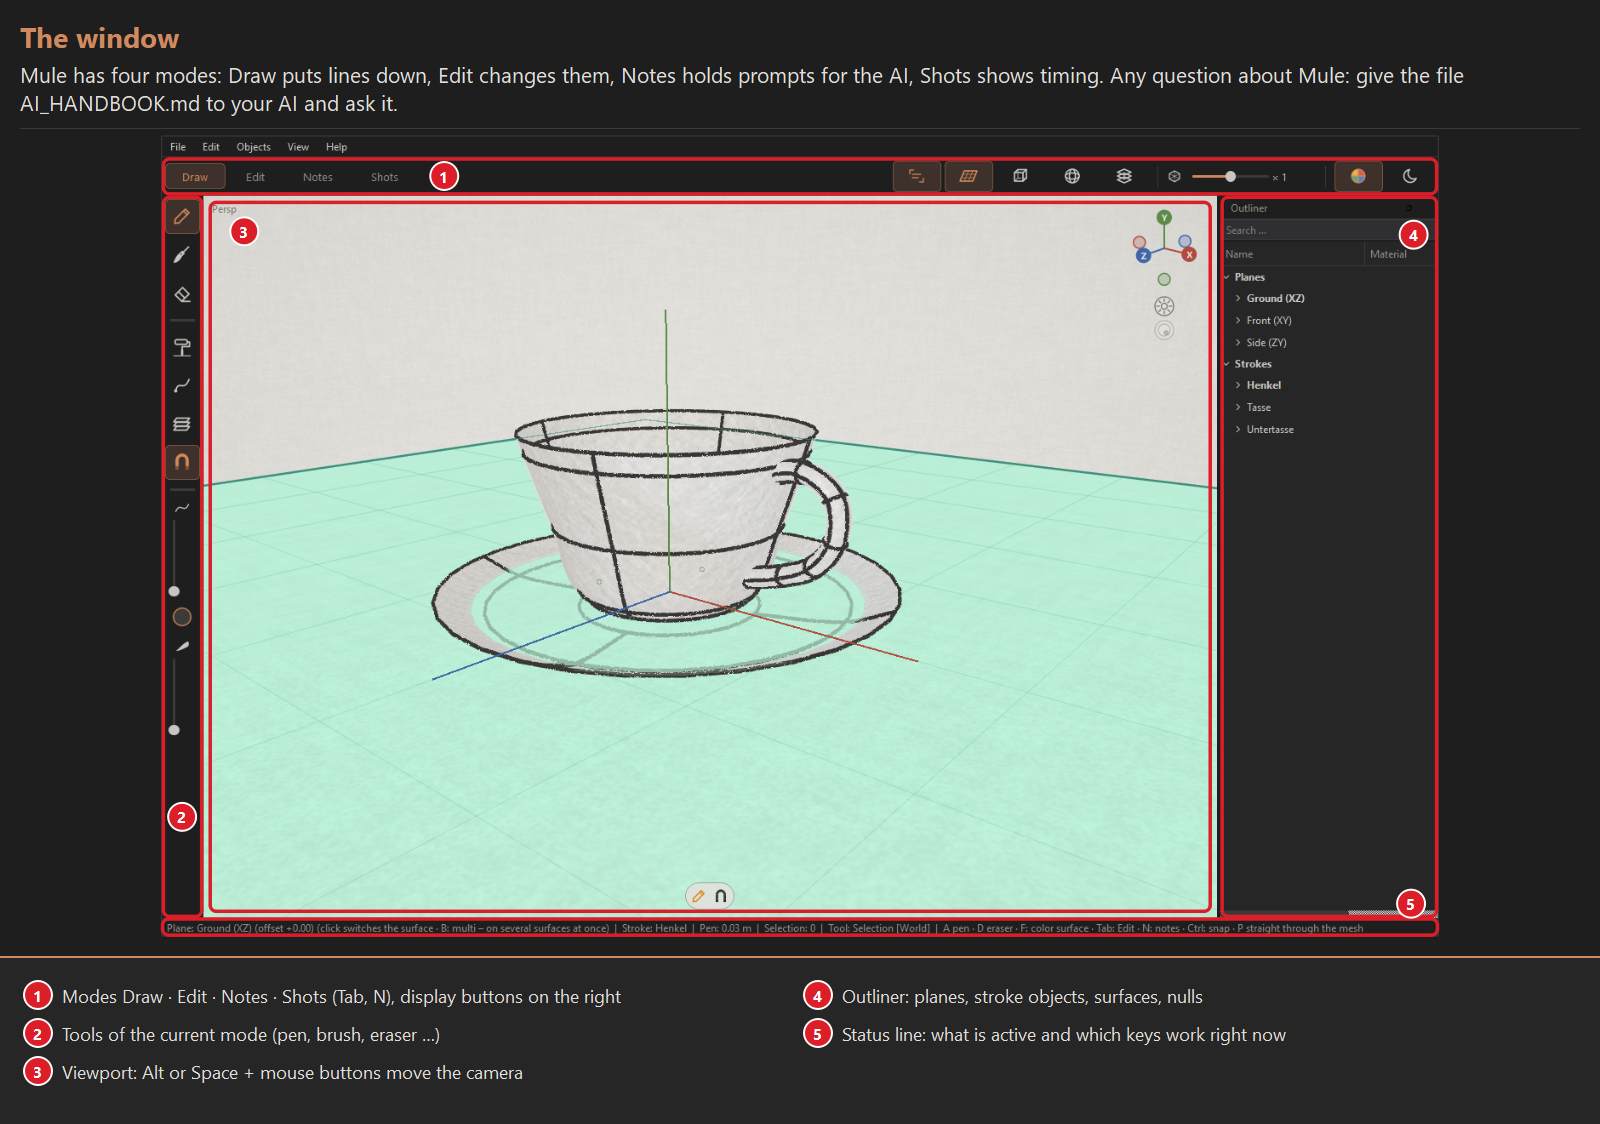 The window
Mule has four modes: Draw puts lines down, Edit changes them, Notes holds prompts for the AI, Shots shows timing. Any question about Mule: give the file
AI_HANDBOOK.md to your AI and ask it.
File Edit Objects View Help
Draw Edit Notes Shots 1 × 1
Persp
3
Y
Z X
Outliner
Search ...
4
Name Material
Planes
Ground (XZ)
Front (XY)
Side (ZY)
Strokes
Henkel
Tasse
Untertasse
2
5
Plane: Ground (XZ) (offset +0.00) (click switches the surface · B: multi – on several surfaces at once) | Stroke: Henkel | Pen: 0.03 m | Selection: 0 | Tool: Selection [World] | A pen · D eraser · F: color surface · Tab: Edit · N: notes · Ctrl: snap · P straight through the mesh
1 Modes Draw · Edit · Notes · Shots (Tab, N), display buttons on the right
2 Tools of the current mode (pen, brush, eraser ...)
3 Viewport: Alt or Space + mouse buttons move the camera
4 Outliner: planes, stroke objects, surfaces, nulls
5 Status line: what is active and which keys work right now